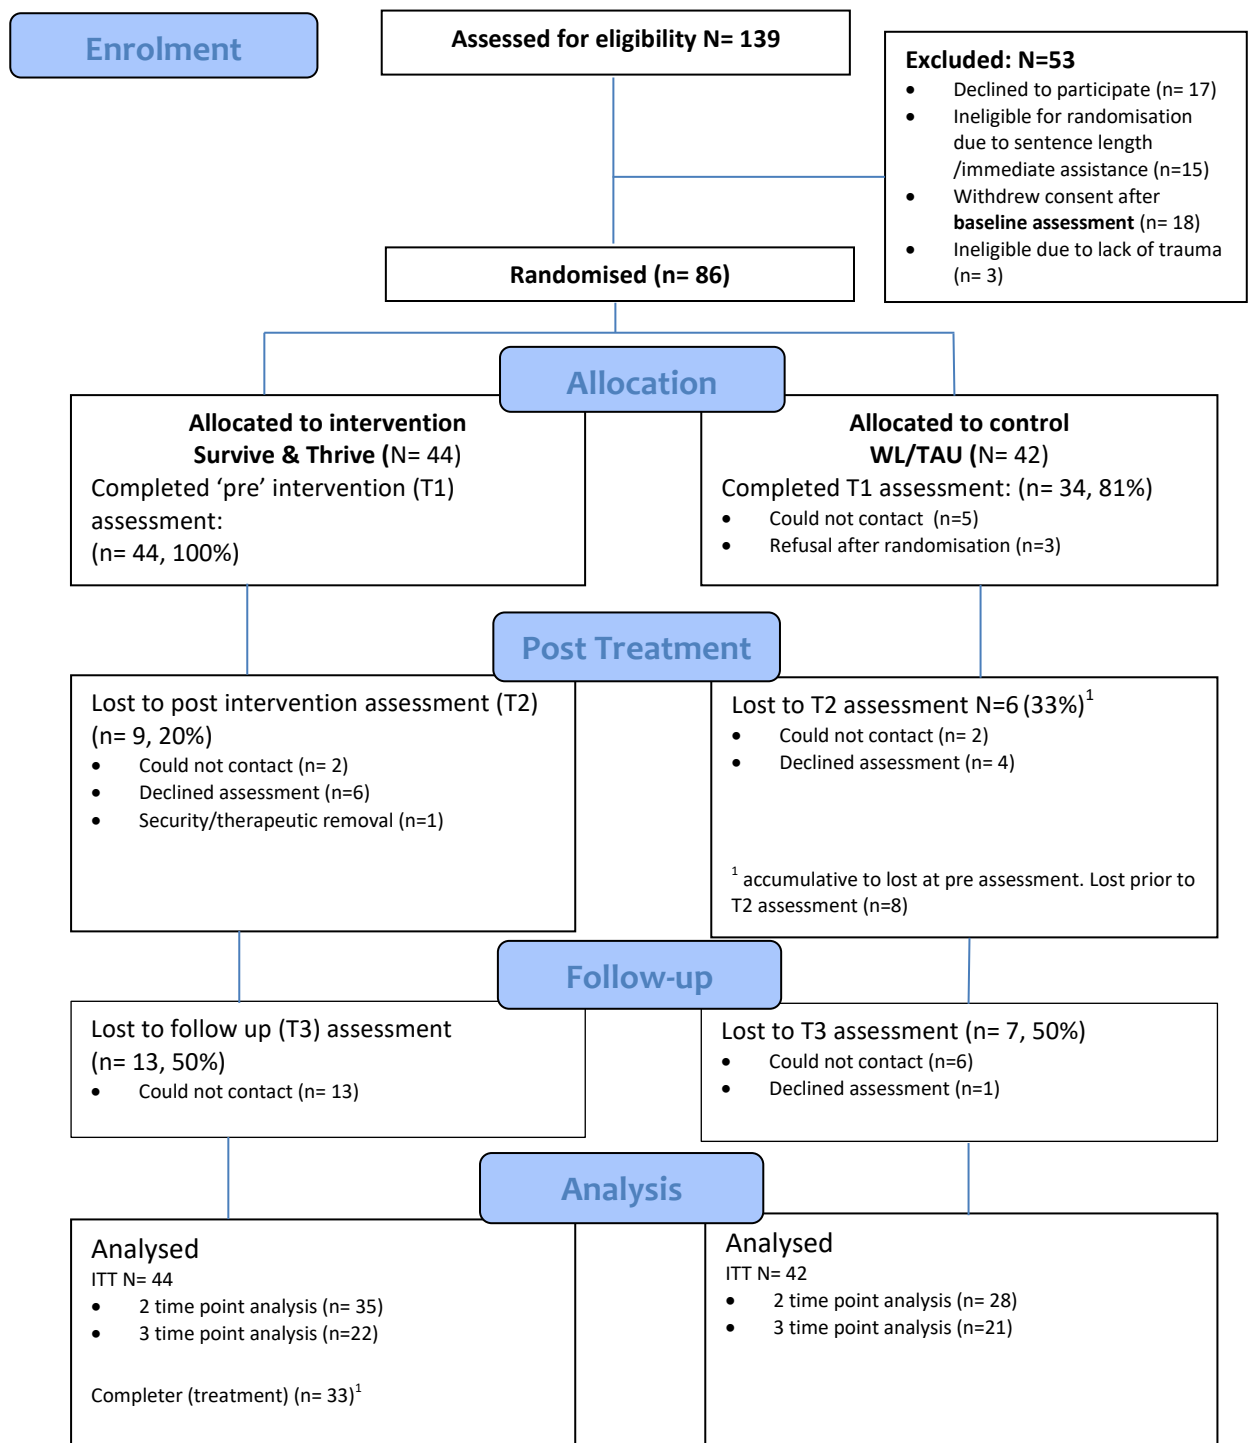 Enrolment
Assessed for eligibility N= 139
Excluded: N=53
• Declined to participate (n= 17)
• Ineligible for randomisation
due to sentence length
/immediate assistance (n=15)
• Withdrew consent after
baseline assessment (n= 18)
• Ineligible due to lack of trauma
(n= 3)
Randomised (n= 86)
Allocation
Allocated to intervention
Survive & Thrive (N= 44)
Completed ‘pre’ intervention (T1)
assessment:
(n= 44, 100%)
Allocated to control
WL/TAU (N= 42)
Completed T1 assessment: (n= 34, 81%)
• Could not contact (n=5)
• Refusal after randomisation (n=3)
Post Treatment
Lost to post intervention assessment (T2)
(n= 9, 20%)
• Could not contact (n= 2)
• Declined assessment (n=6)
• Security/therapeutic removal (n=1)
Lost to T2 assessment N=6 (33%)1
• Could not contact (n= 2)
• Declined assessment (n= 4)
1 accumulative to lost at pre assessment. Lost prior to
T2 assessment (n=8)
Follow-up
Lost to follow up (T3) assessment
(n= 13, 50%)
• Could not contact (n= 13)
Lost to T3 assessment (n= 7, 50%)
• Could not contact (n=6)
• Declined assessment (n=1)
Analysis
Analysed
ITT N= 44
• 2 time point analysis (n= 35)
• 3 time point analysis (n=22)
Completer (treatment) (n= 33)1
Analysed
ITT N= 42
• 2 time point analysis (n= 28)
• 3 time point analysis (n=21)